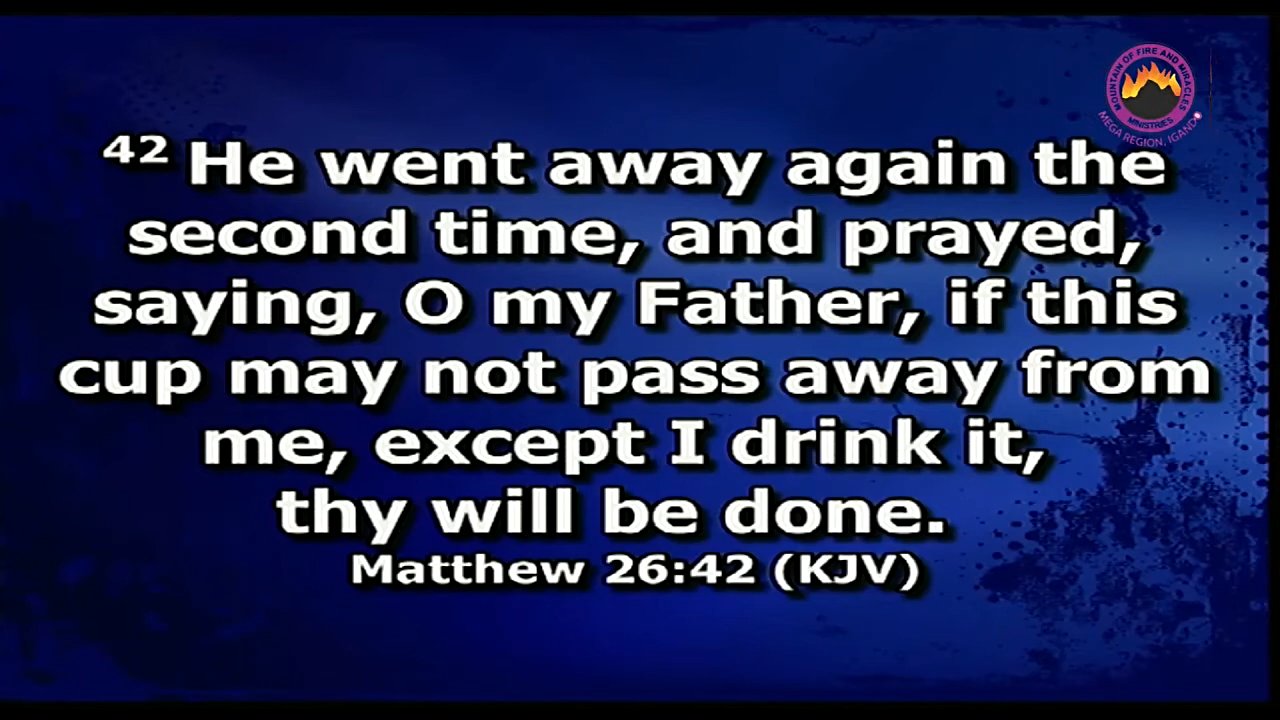 MOUNTAIN OF FIRE AND MIRACLES
MINISTRIES
MEGA REGION, IGANDO
42 He went away again the
second time, and prayed,
saying, O my Father, if this
cup may not pass away from
me, except I drink it,
thy will be done.
Matthew 26:42 (KJV)